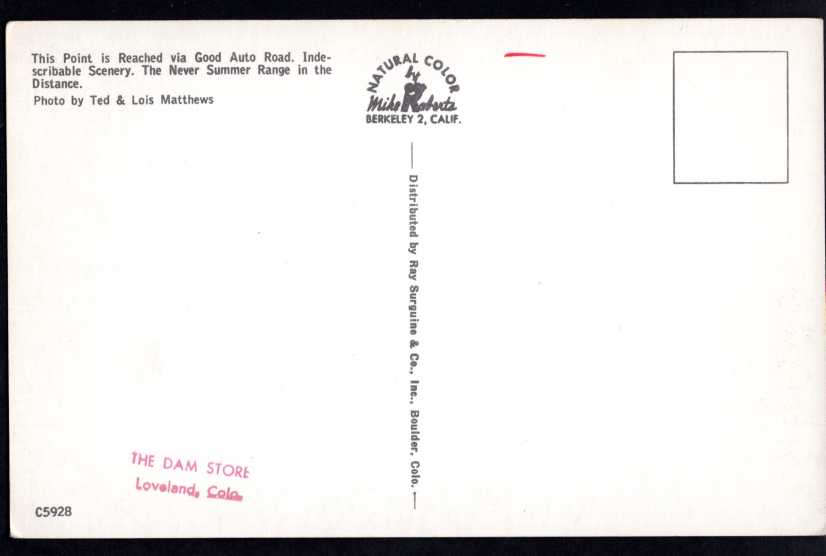 This Point is Reached via Good Auto Road. Inde-
scribable Scenery. The Never Summer Range in the
Distance.
Photo by Ted & Lois Matthews
NATURAL COLOR
by
Mike Roberts
BERKELEY 2, CALIF.
Distributed by Ray Surguine & Co., Inc., Boulder, Colo.
THE DAM STORE
Loveland, Colo.
C5928